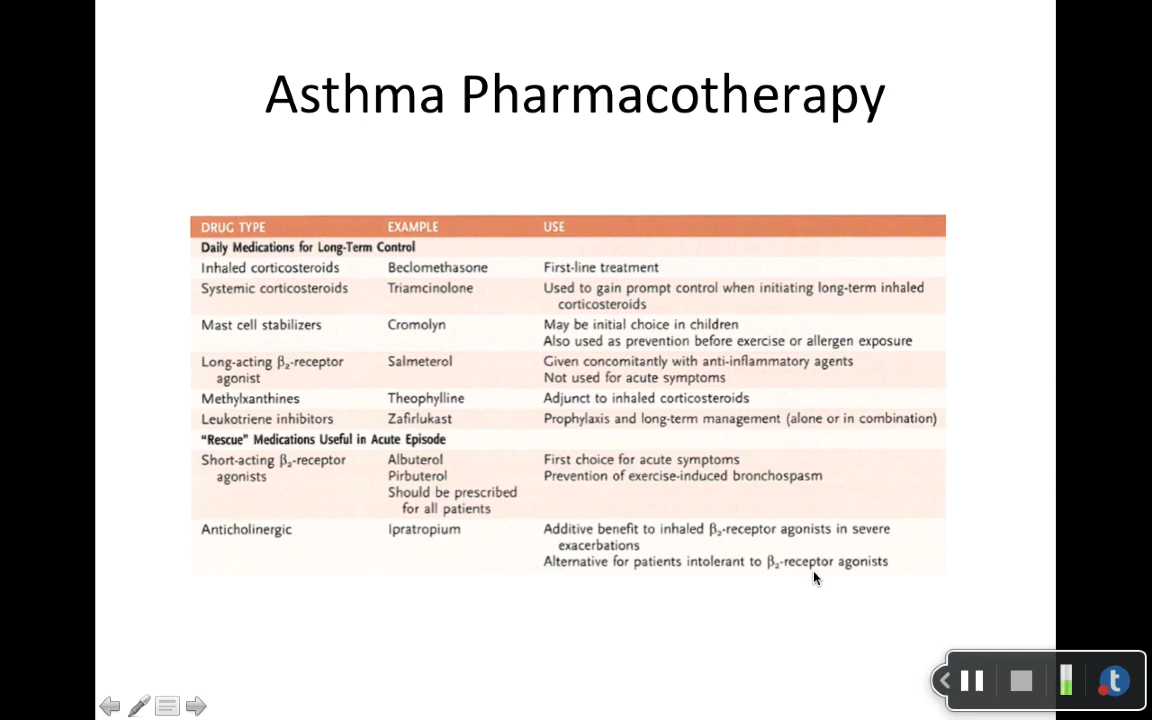 Asthma Pharmacotherapy
DRUG TYPE EXAMPLE USE
Daily Medications for Long-Term Control
Inhaled corticosteroids Beclomethasone First-line treatment
Systemic corticosteroids Triamcinolone Used to gain prompt control when initiating long-term inhaled
corticosteroids
Mast cell stabilizers Cromolyn May be initial choice in children
Also used as prevention before exercise or allergen exposure
Long-acting β₂-receptor Salmeterol Given concomitantly with anti-inflammatory agents
agonist Not used for acute symptoms
Methylxanthines Theophylline Adjunct to inhaled corticosteroids
Leukotriene inhibitors Zafirlukast Prophylaxis and long-term management (alone or in combination)
“Rescue” Medications Useful in Acute Episode
Short-acting β₂-receptor Albuterol First choice for acute symptoms
agonists Pirbuterol Prevention of exercise-induced bronchospasm
Should be prescribed
for all patients
Anticholinergic Ipratropium Additive benefit to inhaled β₂-receptor agonists in severe
exacerbations
Alternative for patients intolerant to β₂-receptor agonists
t